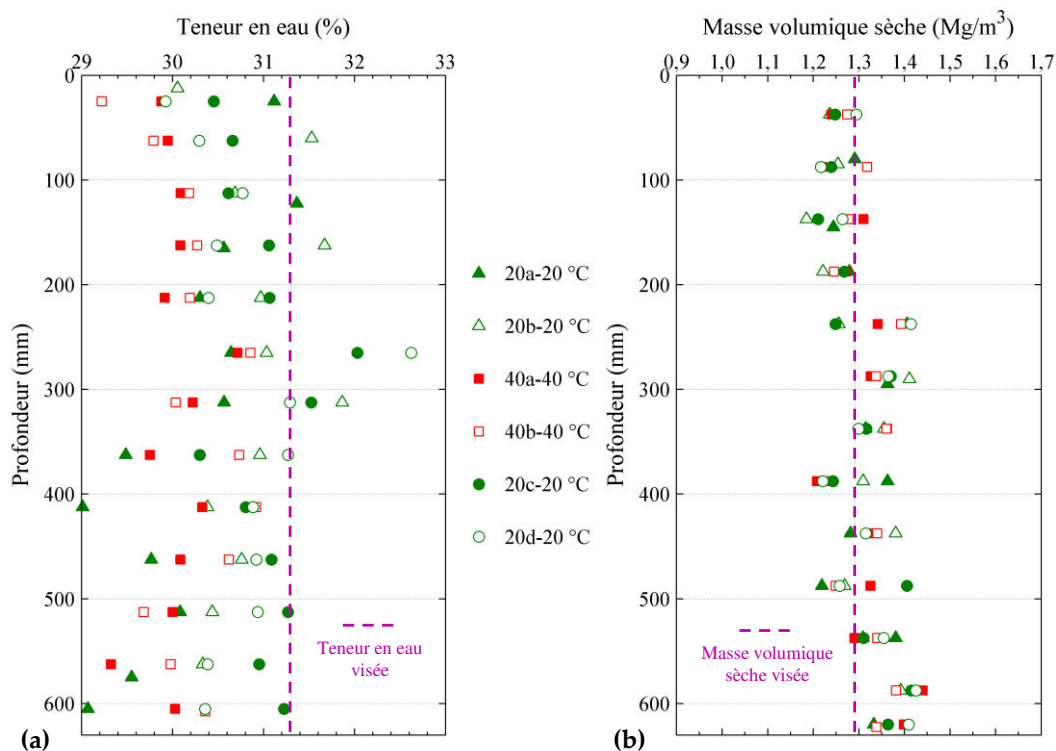 Teneur en eau (%)
29 30 31 32 33
0
100
200
300
400
500
600
Profondeur (mm)
Teneur en eau
visée
(a)
20a-20 °C
20b-20 °C
40a-40 °C
40b-40 °C
20c-20 °C
20d-20 °C
Masse volumique sèche (Mg/m³)
0,9 1,0 1,1 1,2 1,3 1,4 1,5 1,6 1,7
0
100
200
300
400
500
600
Profondeur (mm)
Masse volumique
sèche visée
(b)